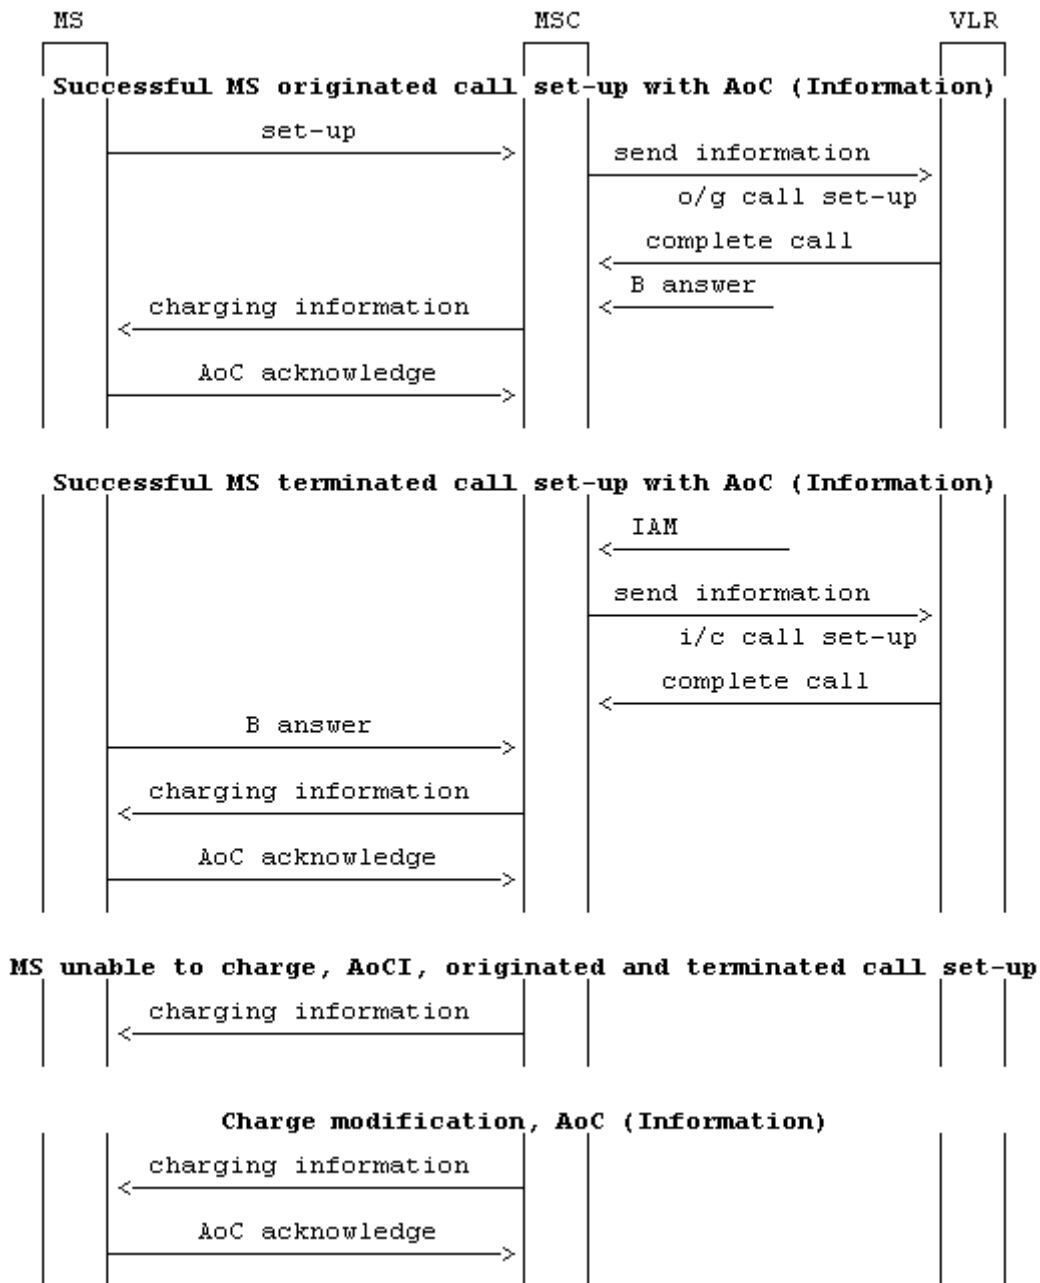 MS MSC VLR
Successful MS originated call set-up with AoC (Information)
set-up
send information
o/g call set-up
complete call
B answer
charging information
AoC acknowledge
Successful MS terminated call set-up with AoC (Information)
IAM
send information
i/c call set-up
complete call
B answer
charging information
AoC acknowledge
MS unable to charge, AoCI, originated and terminated call set-up
charging information
Charge modification, AoC (Information)
charging information
AoC acknowledge